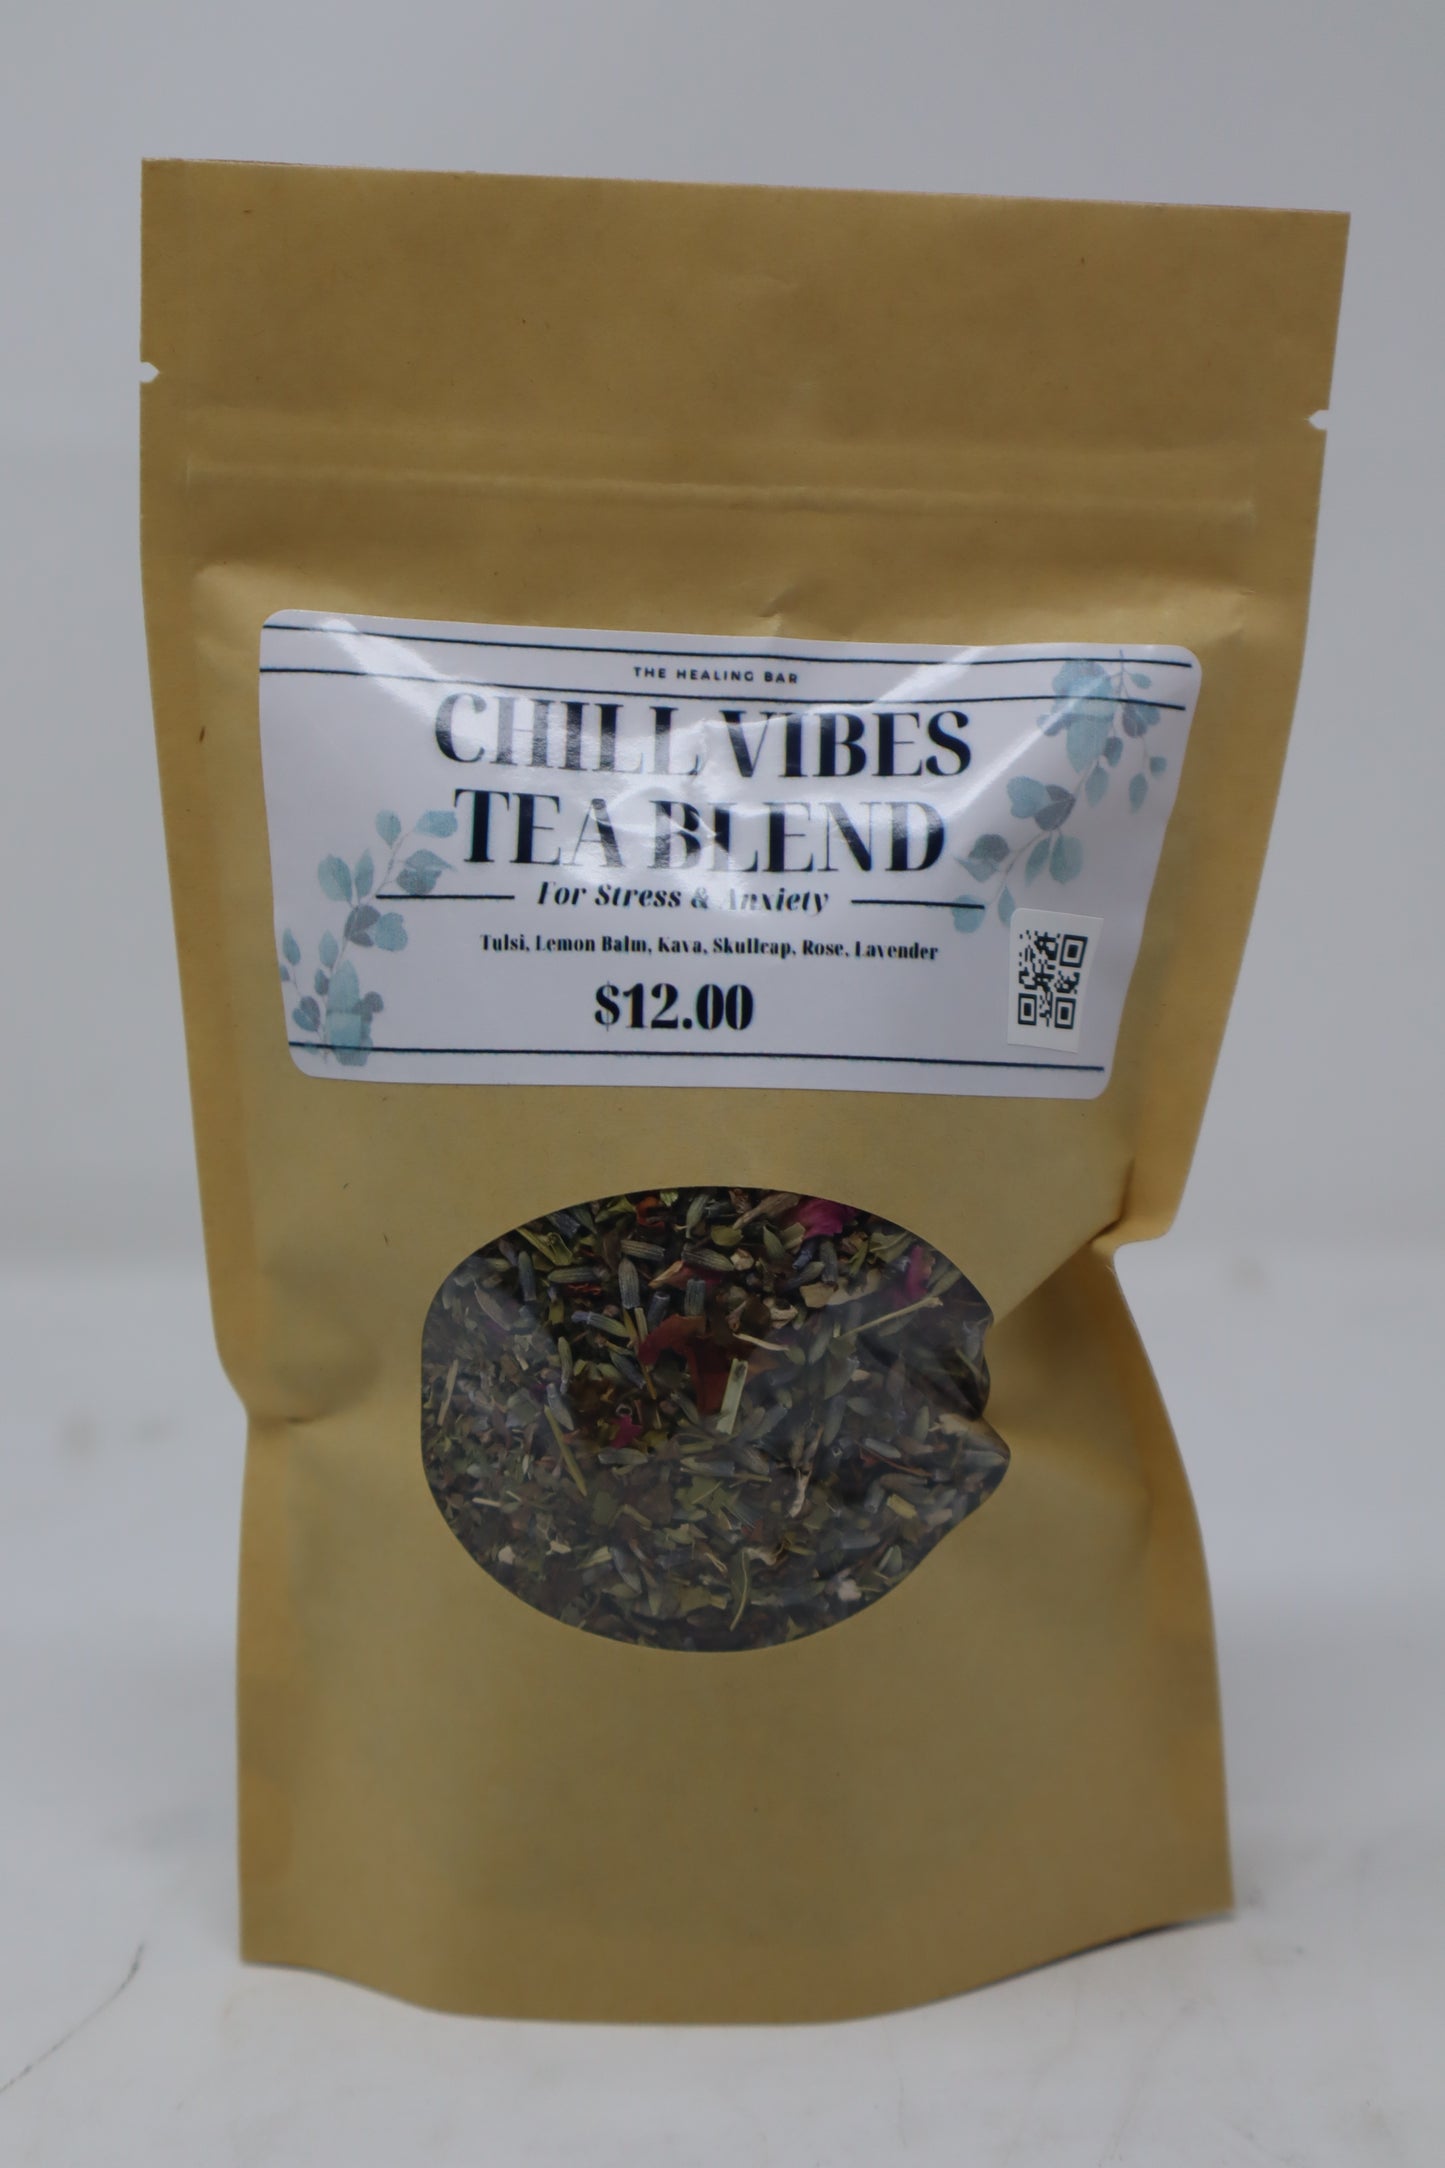 THE HEALING BAR
CHILL VIBES
TEA BLEND
For Stress & Anxiety
Tulsi, Lemon Balm, Kava, Skullcap, Rose, Lavender
$12.00